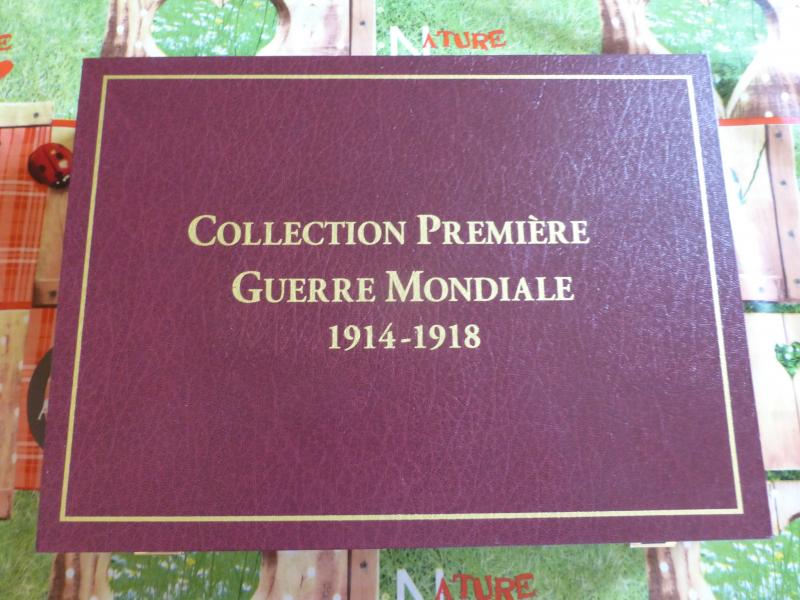 NATURE
COLLECTION PREMIÈRE
GUERRE MONDIALE
1914-1918
NATURE